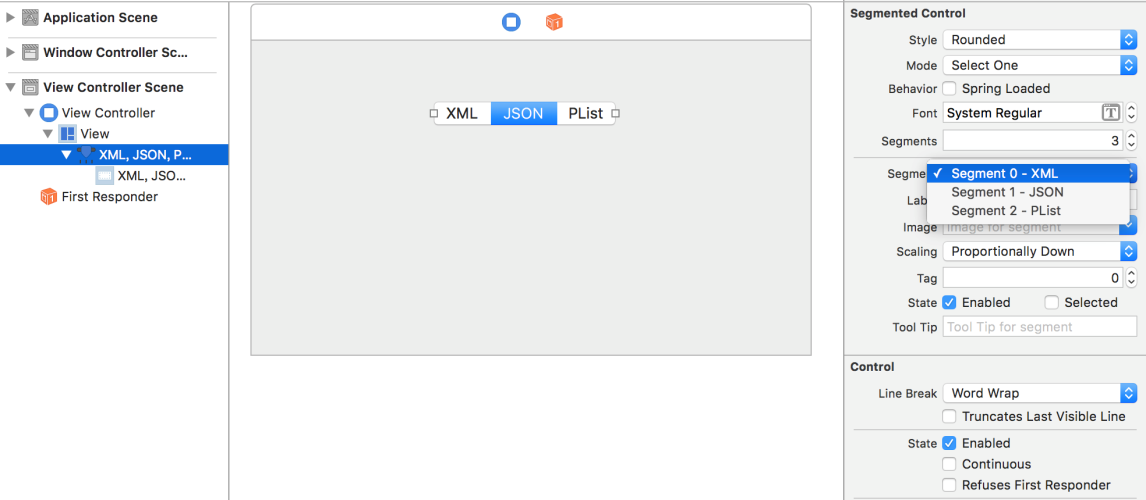 Application Scene
Window Controller Sc...
View Controller Scene
View Controller
View
XML, JSON, P...
XML, JSO...
First Responder
XML JSON PList
Segmented Control
Style Rounded
Mode Select One
Behavior Spring Loaded
Font System Regular T
Segments 3
Segment 0 - XML
Segment 1 - JSON
Segment 2 - PList
Image Image for segment
Scaling Proportionally Down
Tag 0
State Enabled Selected
Tool Tip Tool Tip for segment
Control
Line Break Word Wrap
Truncates Last Visible Line
State Enabled
Continuous
Refuses First Responder